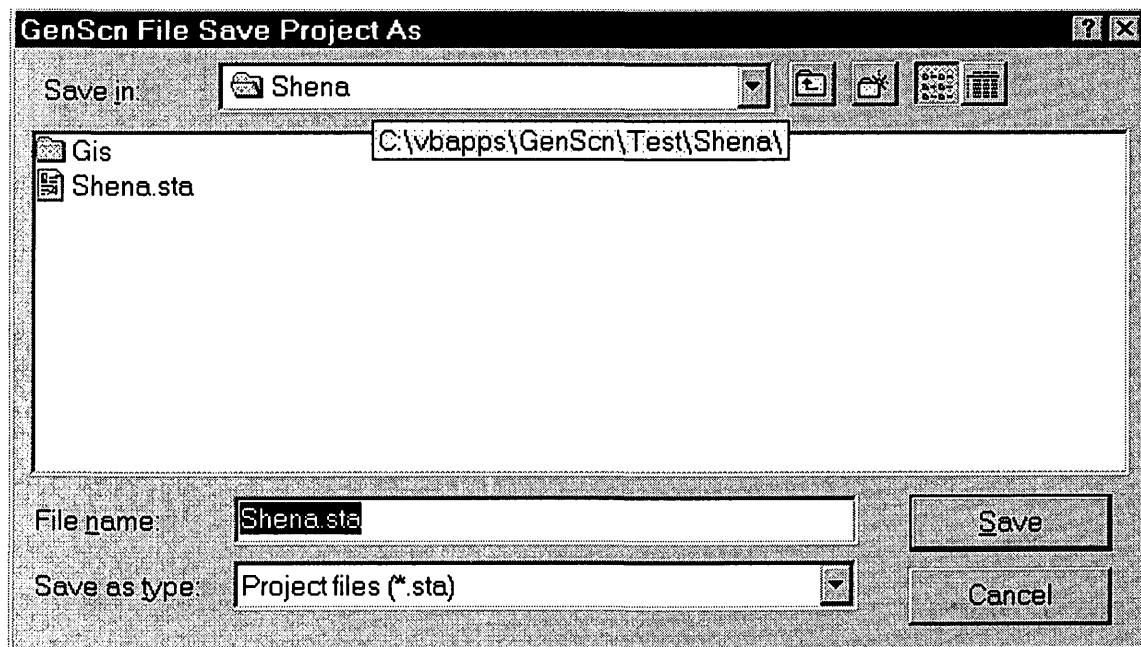 GenScn File Save Project As
Save in: Shena
C:\vbapps\GenScn\Test\Shena\
Gis
Shena.sta
File name: Shena.sta Save
Save as type: Project files (*.sta) Cancel